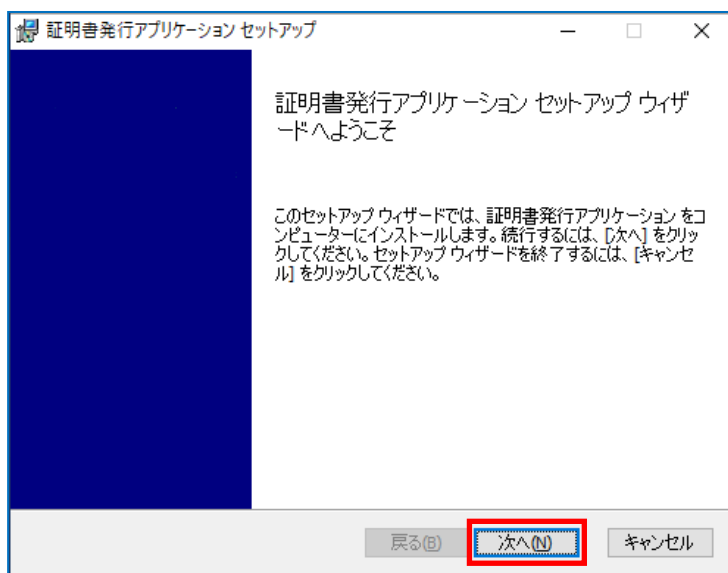 証明書発行アプリケーション セットアップ
証明書発行アプリケーション セットアップ ウィザ
ードへようこそ
このセットアップ ウィザードでは、証明書発行アプリケーション をコ
ンピューターにインストールします。続行するには、[次へ] をクリッ
クしてください。セットアップ ウィザードを終了するには、[キャンセ
ル] をクリックしてください。
戻る(B) 次へ(N) キャンセル